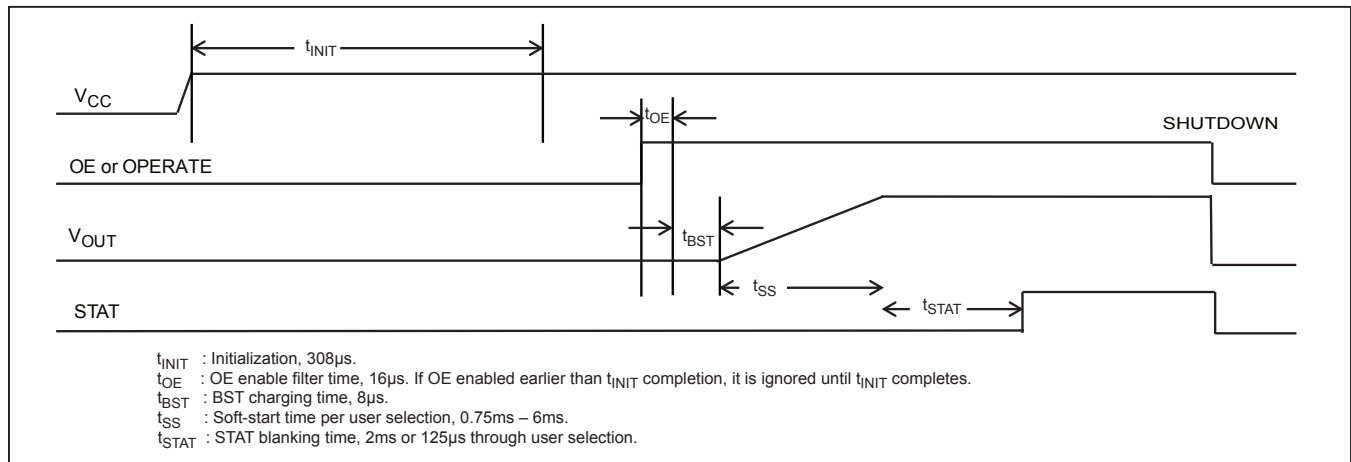 tINIT
VCC
tOE
SHUTDOWN
OE or OPERATE
VOUT
tBST
tSS
STAT
tSTAT
tINIT : Initialization, 308µs.
tOE : OE enable filter time, 16µs. If OE enabled earlier than tINIT completion, it is ignored until tINIT completes.
tBST : BST charging time, 8µs.
tSS : Soft-start time per user selection, 0.75ms – 6ms.
tSTAT : STAT blanking time, 2ms or 125µs through user selection.